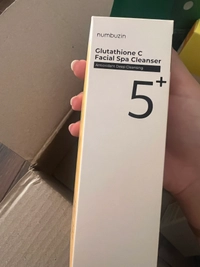 numbuzin
Glutathione C
Facial Spa Cleanser
Antioxidant Deep Cleansing
5+